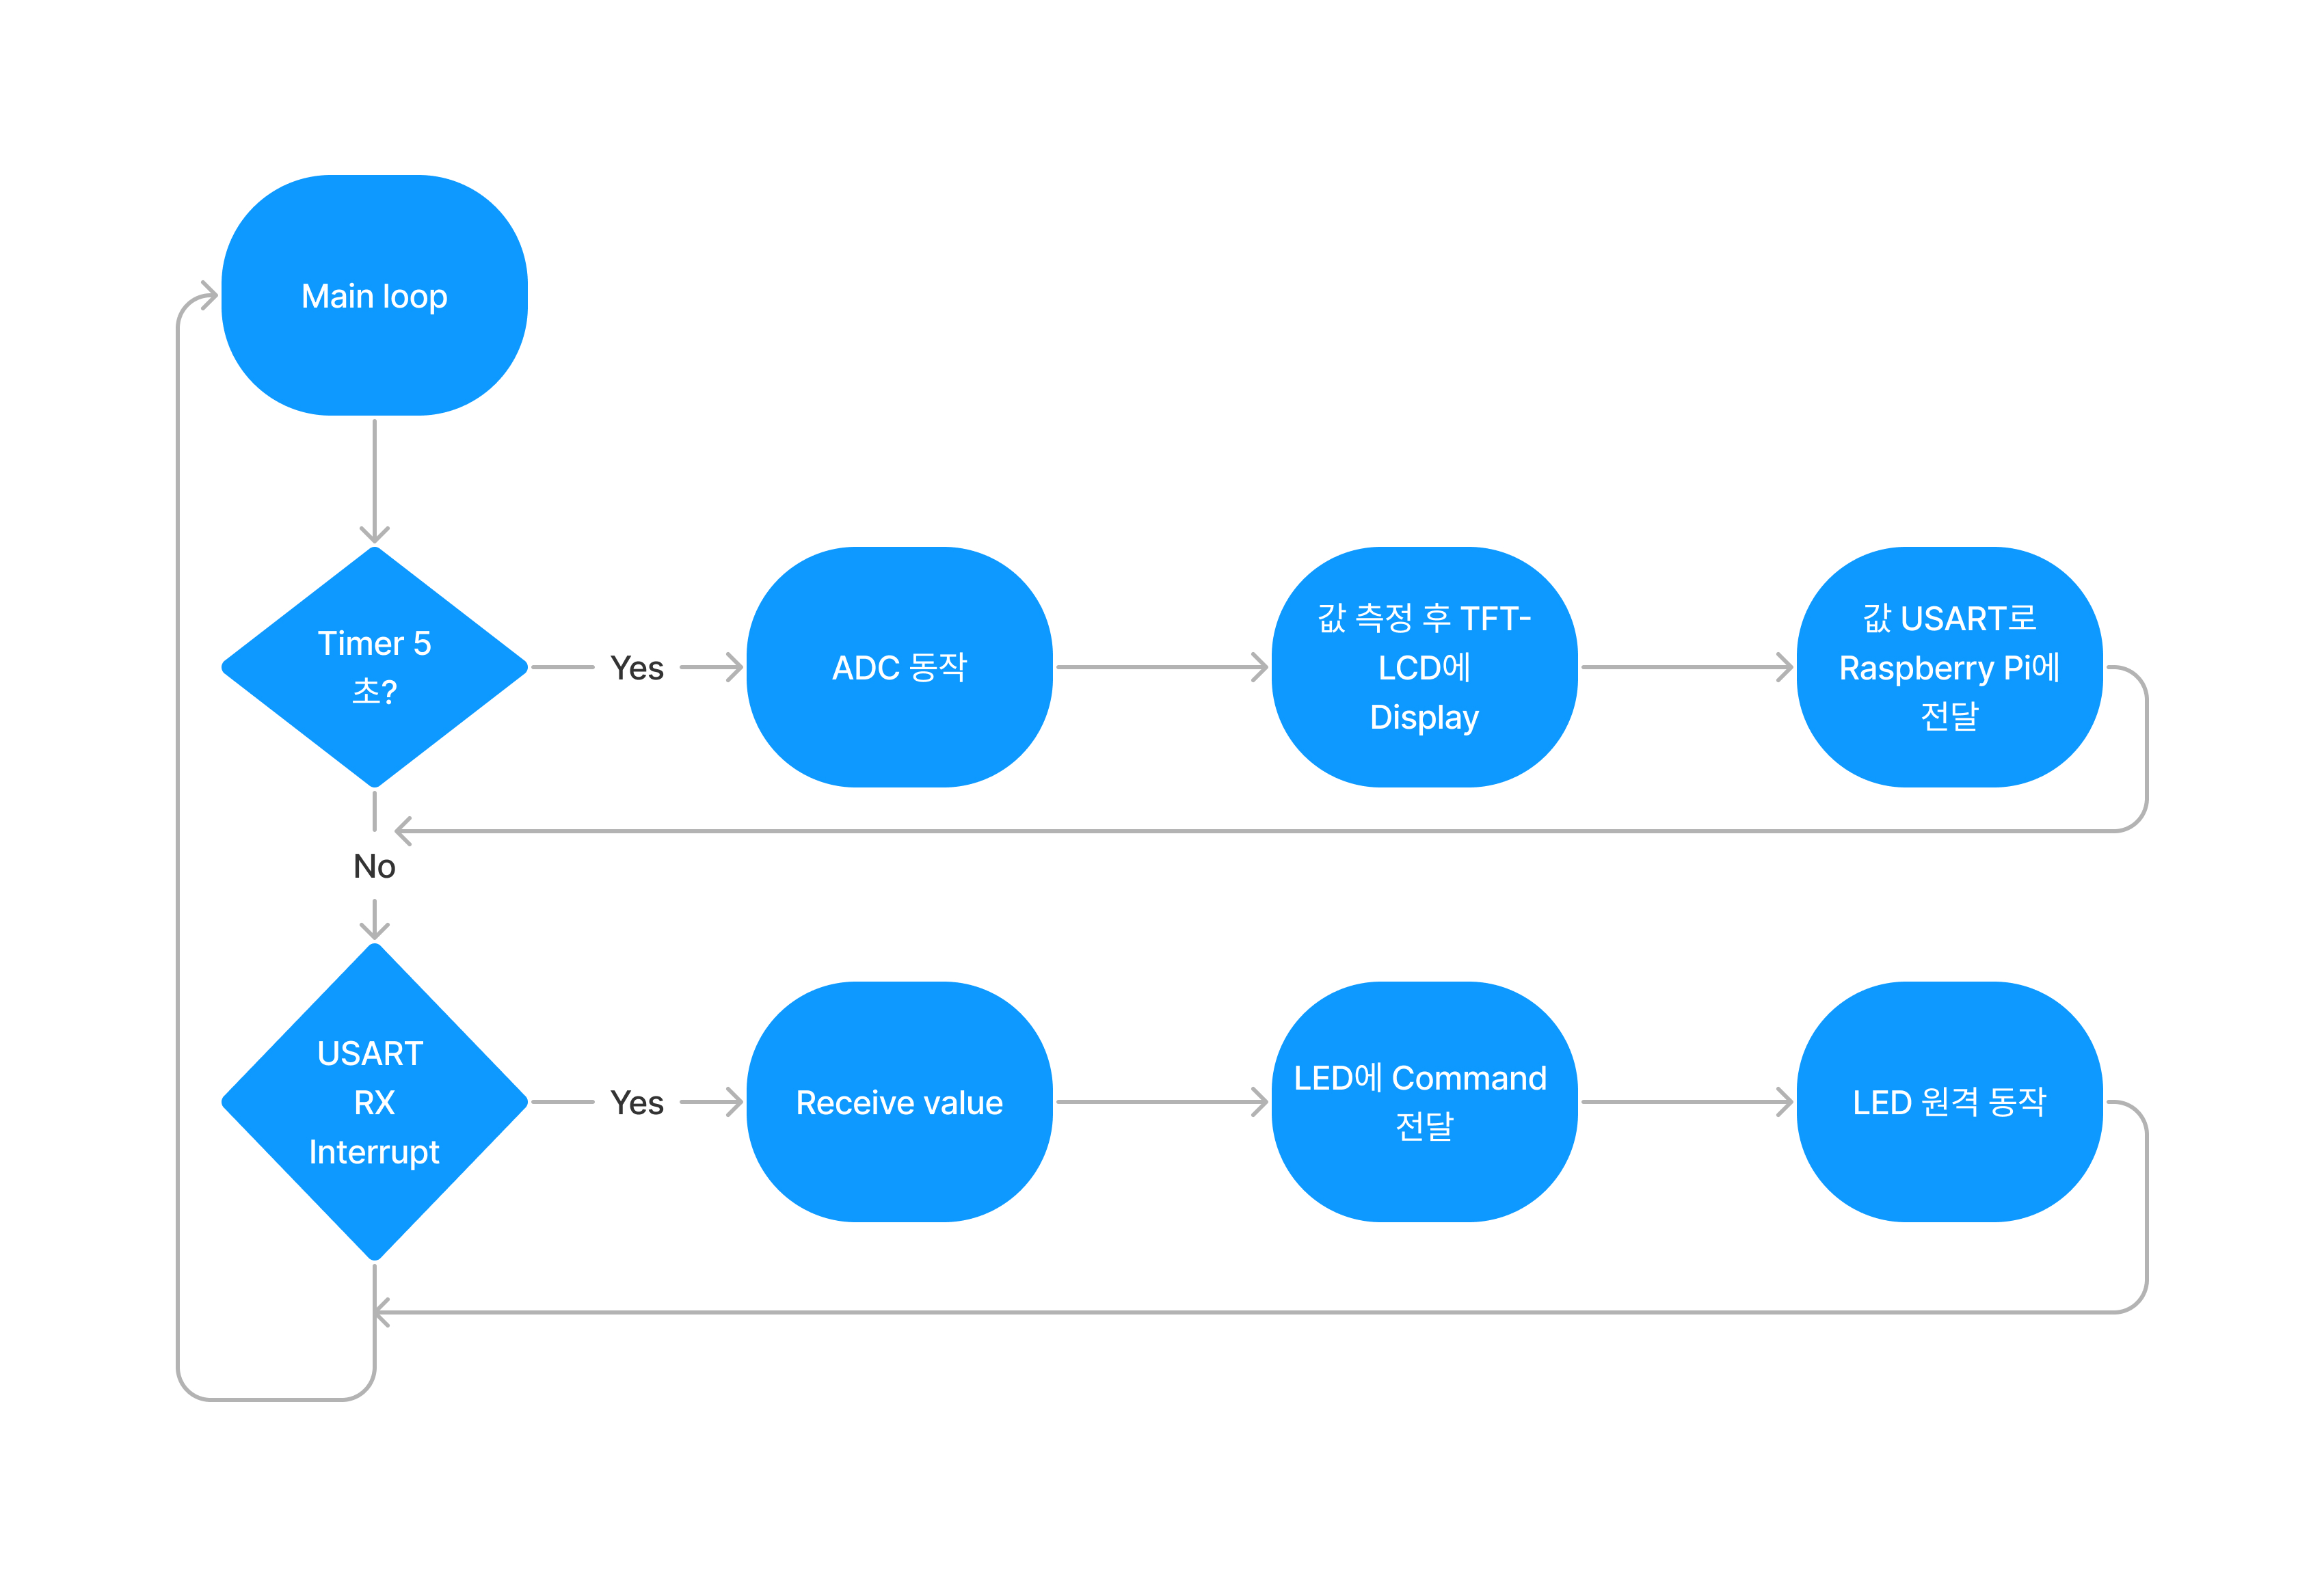 Main loop
Timer 5
초?
Yes
ADC 동작
값 측정 후 TFT-
LCD에
Display
값 USART로
Raspberry Pi에
전달
No
USART
RX
Interrupt
Yes
Receive value
LED에 Command
전달
LED 원격 동작